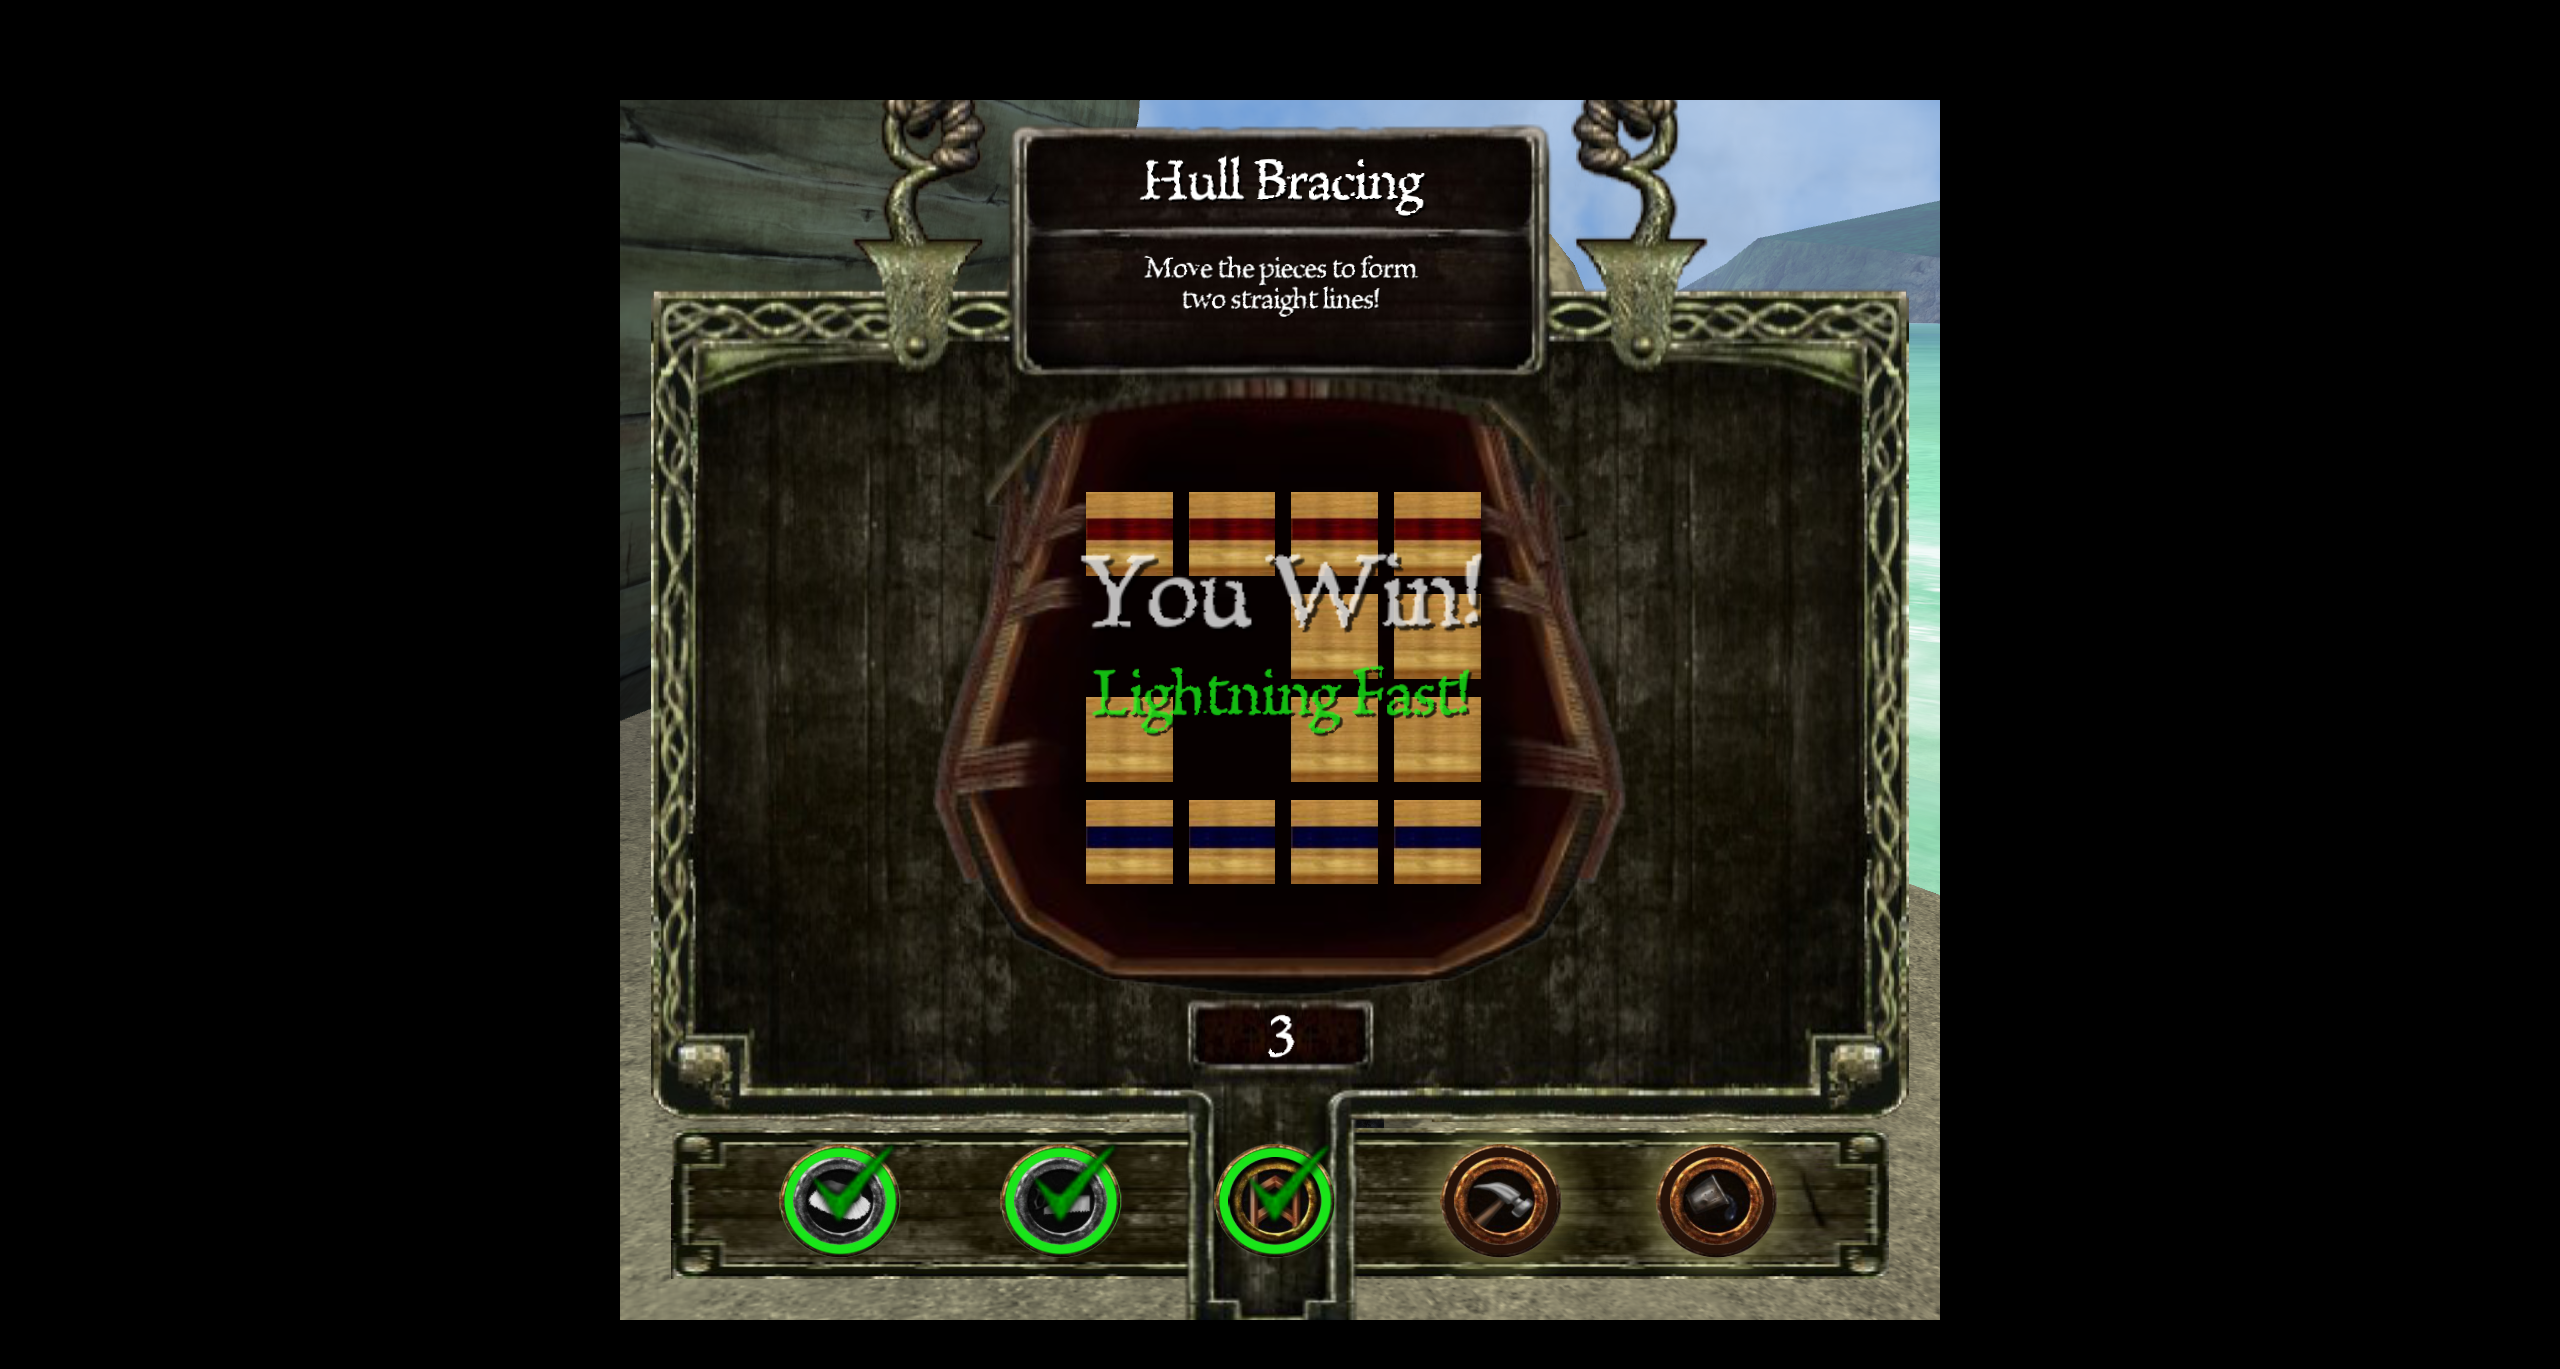 Hull Bracing
Move the pieces to form
two straight lines!
You Win!
Lightning Fast!
3